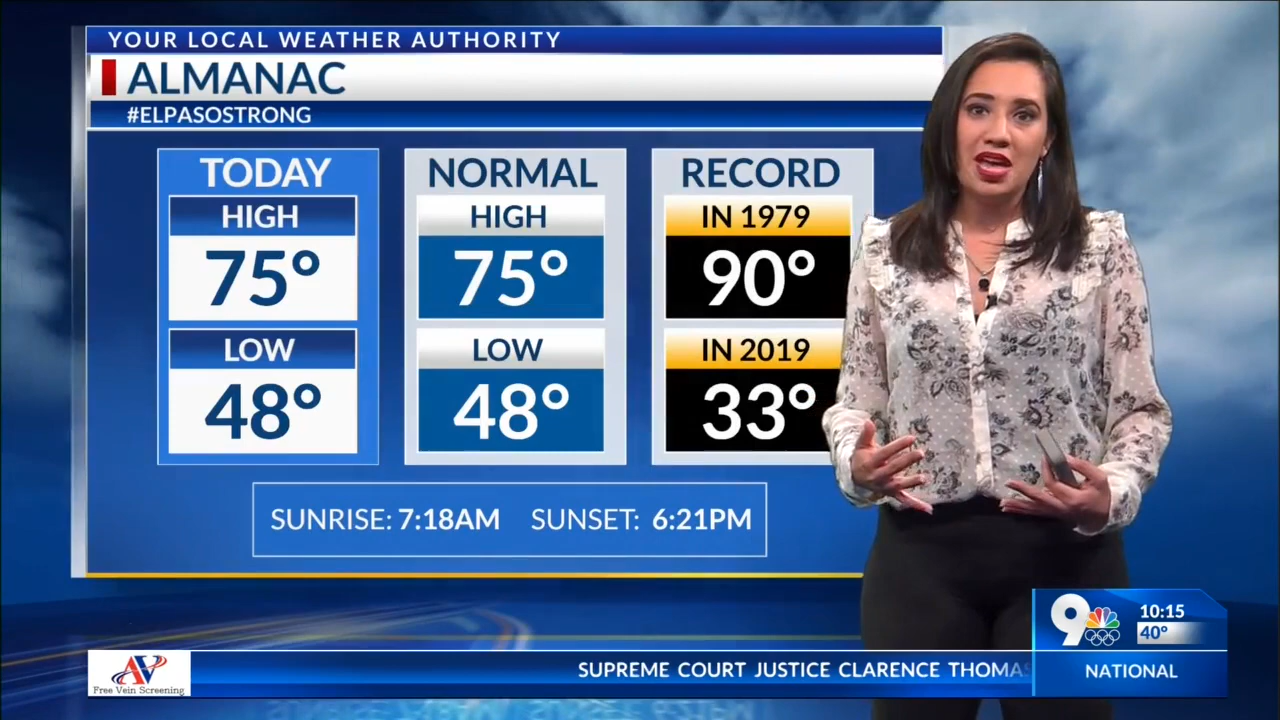 YOUR LOCAL WEATHER AUTHORITY
ALMANAC
#ELPASOSTRONG
TODAY
HIGH
75°
LOW
48°
NORMAL
HIGH
75°
LOW
48°
RECORD
IN 1979
90°
IN 2019
33°
SUNRISE: 7:18AM SUNSET: 6:21PM
9
10:15
40°
NATIONAL
AV
Free Vein Screening
SUPREME COURT JUSTICE CLARENCE THOMAS